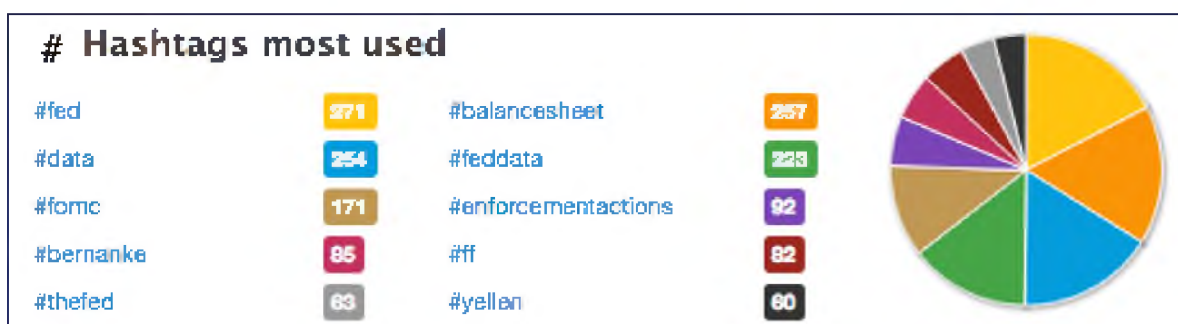 # Hashtags most used
#fed 271 #balancesheet 257
#data 254 #feddata 223
#fomc 171 #enforcementactions 92
#bernanke 85 #ff 82
#thefed 63 #yellen 60